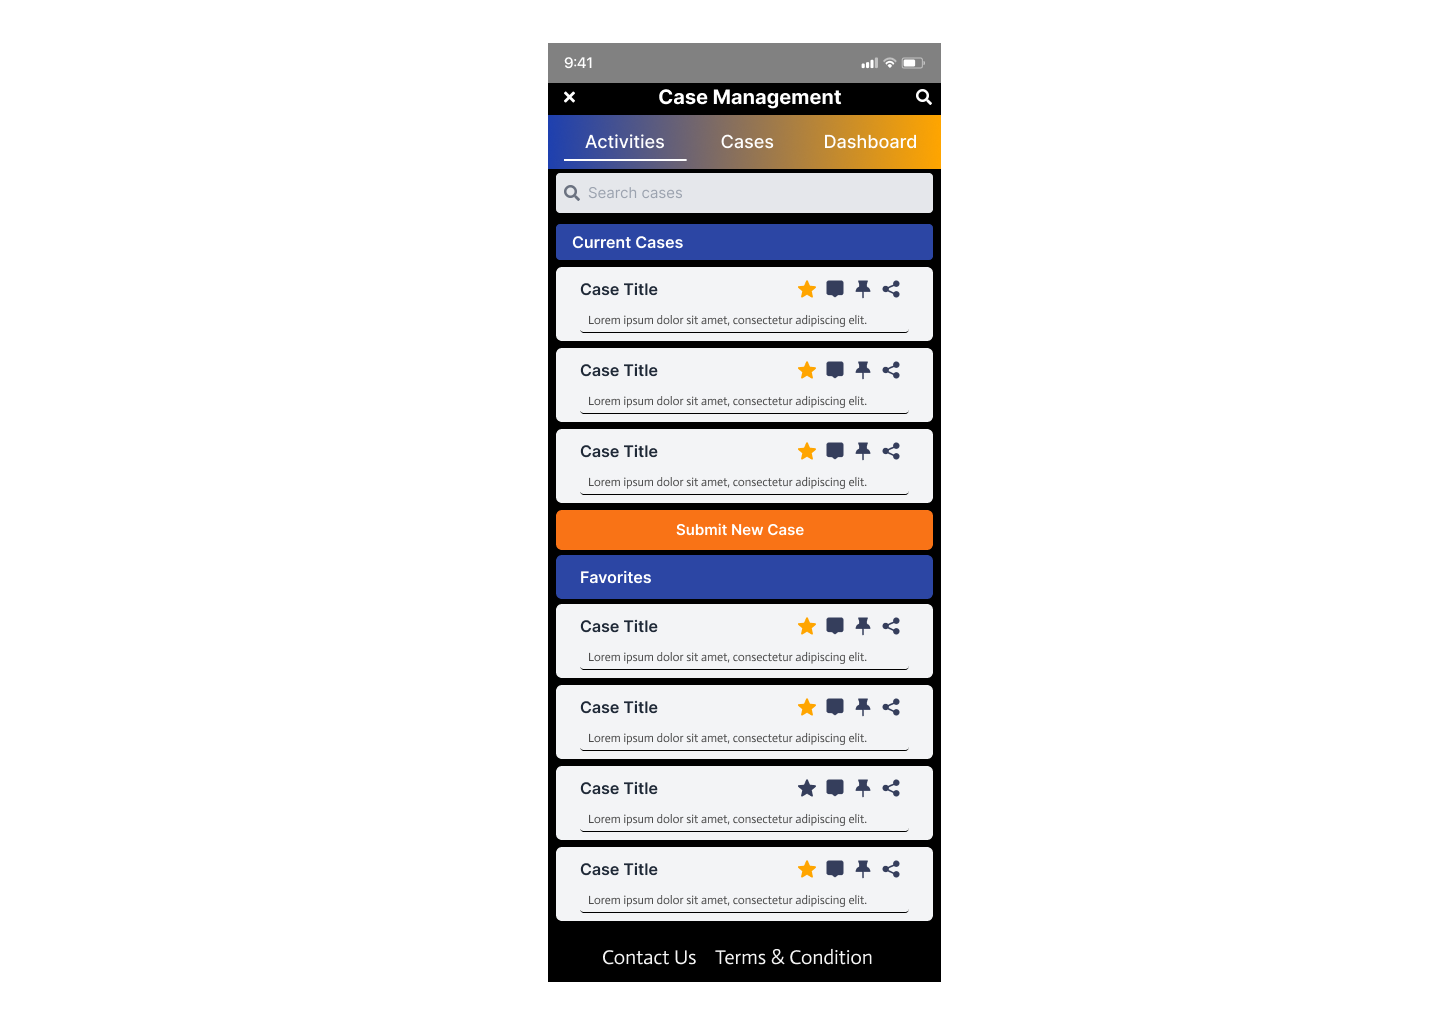 9:41
Case Management
Activities Cases Dashboard
Search cases
Current Cases
Case Title
Lorem ipsum dolor sit amet, consectetur adipiscing elit.
Case Title
Lorem ipsum dolor sit amet, consectetur adipiscing elit.
Case Title
Lorem ipsum dolor sit amet, consectetur adipiscing elit.
Submit New Case
Favorites
Case Title
Lorem ipsum dolor sit amet, consectetur adipiscing elit.
Case Title
Lorem ipsum dolor sit amet, consectetur adipiscing elit.
Case Title
Lorem ipsum dolor sit amet, consectetur adipiscing elit.
Case Title
Lorem ipsum dolor sit amet, consectetur adipiscing elit.
Contact Us Terms & Condition